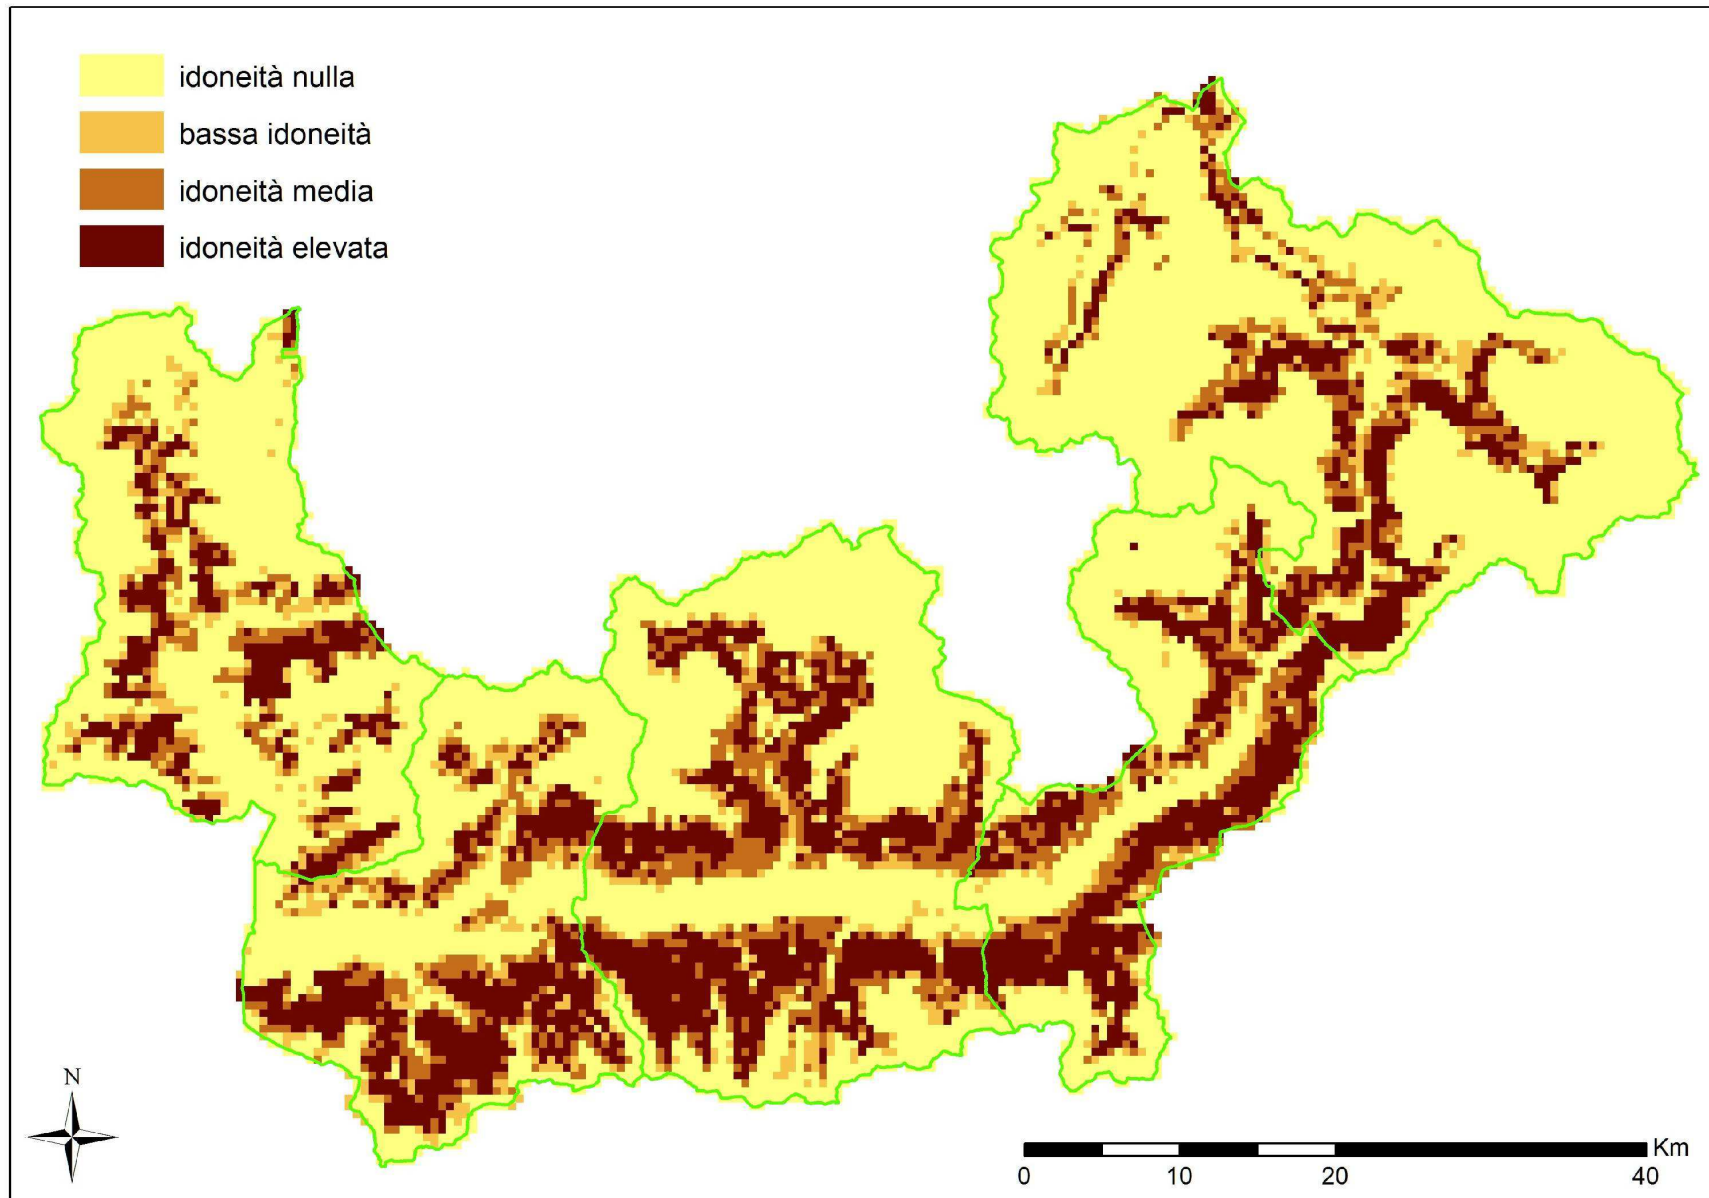 idoneità nulla
bassa idoneità
idoneità media
idoneità elevata
N
Km
0 10 20 40